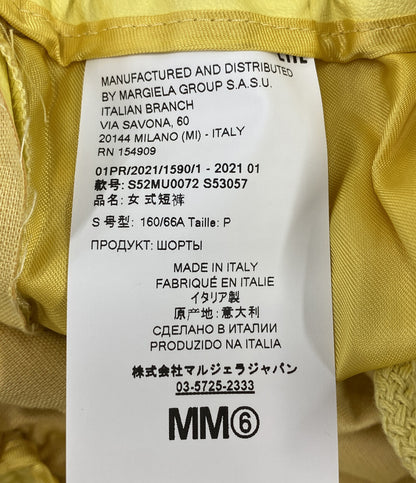 MANUFACTURED AND DISTRIBUTED
BY MARGIELA GROUP S.A.S.U.
ITALIAN BRANCH
VIA SAVONA, 60
20144 MILANO (MI) - ITALY
RN 154909
01PR/2021/1590/1 - 2021 01
款号: S52MU0072 S53057
品名: 女 式 短 裤
S 号型: 160/66A Taille: P
ПРОДУКТ: ШОРТЫ
MADE IN ITALY
FABRIQUÉ EN ITALIE
イタリア製
原产地: 意大利
СДЕЛАНО В ИТАЛИИ
PRODUZIDO NA ITALIA
株式会社マルジェラジャパン
03-5725-2333
MM⑥